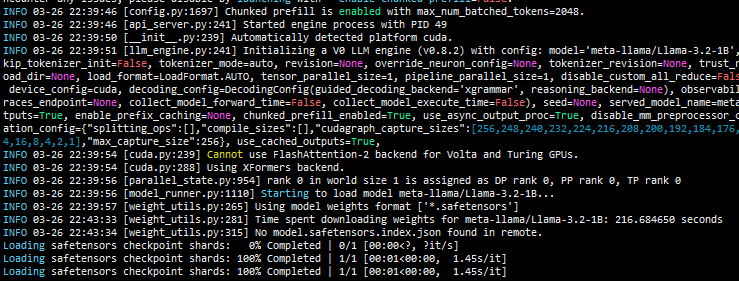 INFO 03-26 22:39:46 [config.py:1697] Chunked prefill is enabled with max_num_batched_tokens=2048.
INFO 03-26 22:39:46 [api_server.py:241] Started engine process with PID 49
INFO 03-26 22:39:50 [__init__.py:239] Automatically detected platform cuda.
INFO 03-26 22:39:51 [llm_engine.py:241] Initializing a V0 LLM engine (v0.8.2) with config: model='meta-llama/Llama-3.2-1B',
kip_tokenizer_init=False, tokenizer_mode=auto, revision=None, override_neuron_config=None, tokenizer_revision=None, trust_r
oad_dir=None, load_format=LoadFormat.AUTO, tensor_parallel_size=1, pipeline_parallel_size=1, disable_custom_all_reduce=Fals
device_config=cuda, decoding_config=DecodingConfig(guided_decoding_backend='xgrammar', reasoning_backend=None), observabil
races_endpoint=None, collect_model_forward_time=False, collect_model_execute_time=False), seed=None, served_model_name=meta
tputs=True, enable_prefix_caching=None, chunked_prefill_enabled=True, use_async_output_proc=True, disable_mm_preprocessor_c
ation_config={"splitting_ops":[],"compile_sizes":[],"cudagraph_capture_sizes":[256,248,240,232,224,216,208,200,192,184,176,
4,16,8,4,2,1],"max_capture_size":256}, use_cached_outputs=True,
INFO 03-26 22:39:54 [cuda.py:239] Cannot use FlashAttention-2 backend for Volta and Turing GPUs.
INFO 03-26 22:39:54 [cuda.py:288] Using XFormers backend.
INFO 03-26 22:39:56 [parallel_state.py:954] rank 0 in world size 1 is assigned as DP rank 0, PP rank 0, TP rank 0
INFO 03-26 22:39:56 [model_runner.py:1110] Starting to load model meta-llama/Llama-3.2-1B...
INFO 03-26 22:39:57 [weight_utils.py:265] Using model weights format ['*.safetensors']
INFO 03-26 22:43:33 [weight_utils.py:281] Time spent downloading weights for meta-llama/Llama-3.2-1B: 216.684650 seconds
INFO 03-26 22:43:34 [weight_utils.py:315] No model.safetensors.index.json found in remote.
Loading safetensors checkpoint shards:   0% Completed | 0/1 [00:00<?, ?it/s]
Loading safetensors checkpoint shards: 100% Completed | 1/1 [00:01<00:00,  1.45s/it]
Loading safetensors checkpoint shards: 100% Completed | 1/1 [00:01<00:00,  1.45s/it]